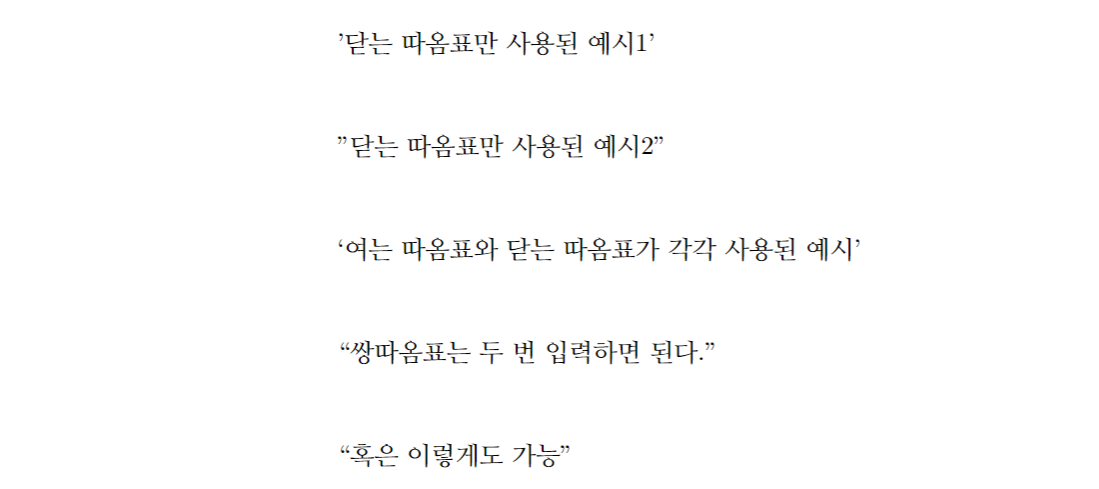 ’닫는 따옴표만 사용된 예시1’
”닫는 따옴표만 사용된 예시2”
‘여는 따옴표와 닫는 따옴표가 각각 사용된 예시’
“쌍따옴표는 두 번 입력하면 된다.”
“혹은 이렇게도 가능”